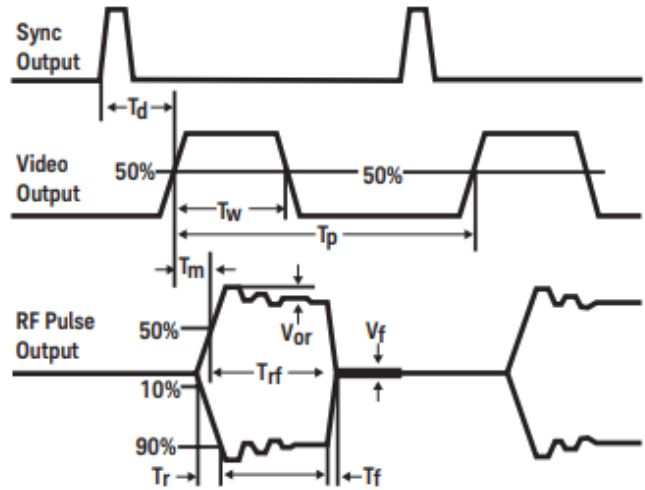 Sync
Output
Td
Video
Output
50%
50%
Tw
Tp
Tm
RF Pulse
Output
50%
Vor
Vf
Trf
10%
90%
Tr
Tf